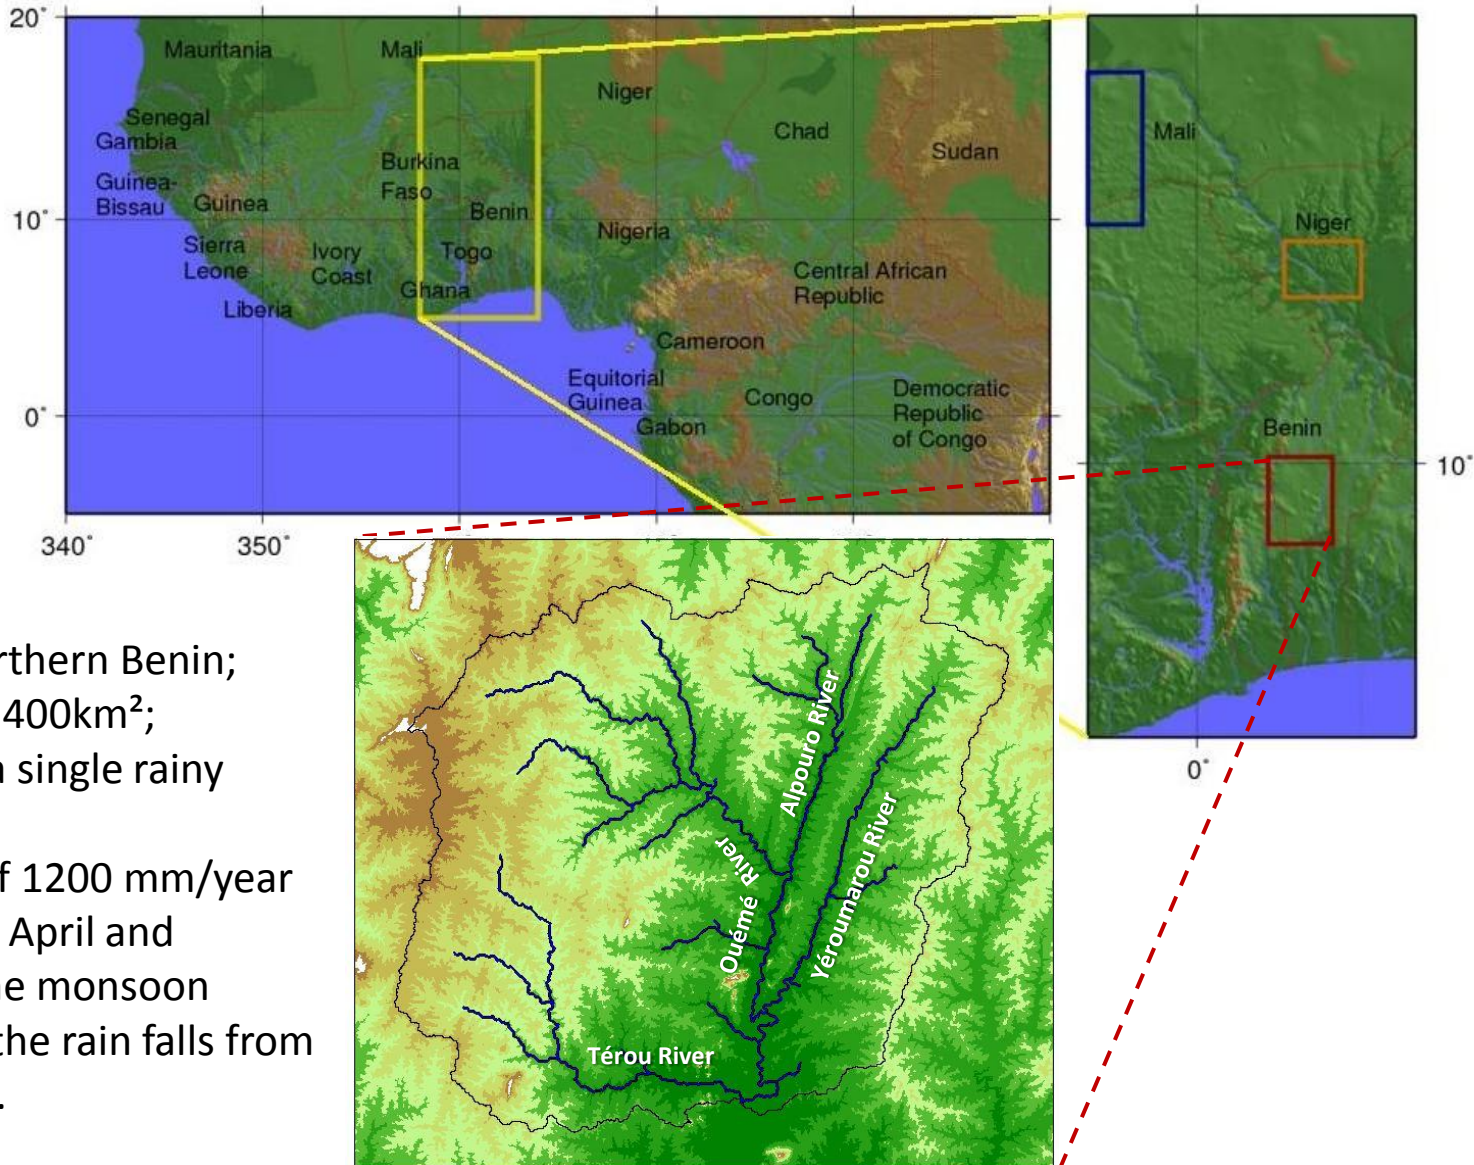 20°
Mauritania
Mali
Niger
Chad
Sudan
Senegal
Gambia
Guinea-
Bissau
Guinea
Burkina
Faso
Benin
Nigeria
10°
Sierra
Leone
Ivory
Coast
Togo
Ghana
Liberia
Central African
Republic
Cameroon
Equitorial
Guinea
Gabon
Congo
Democratic
Republic
of Congo
0°
340°
350°
Mali
Niger
Benin
10°
0°
rthern Benin;
400km²;
single rainy
f 1200 mm/year
April and
he monsoon
the rain falls from
.
Alpouro River
Yéroumarou River
Ouémé River
Térou River